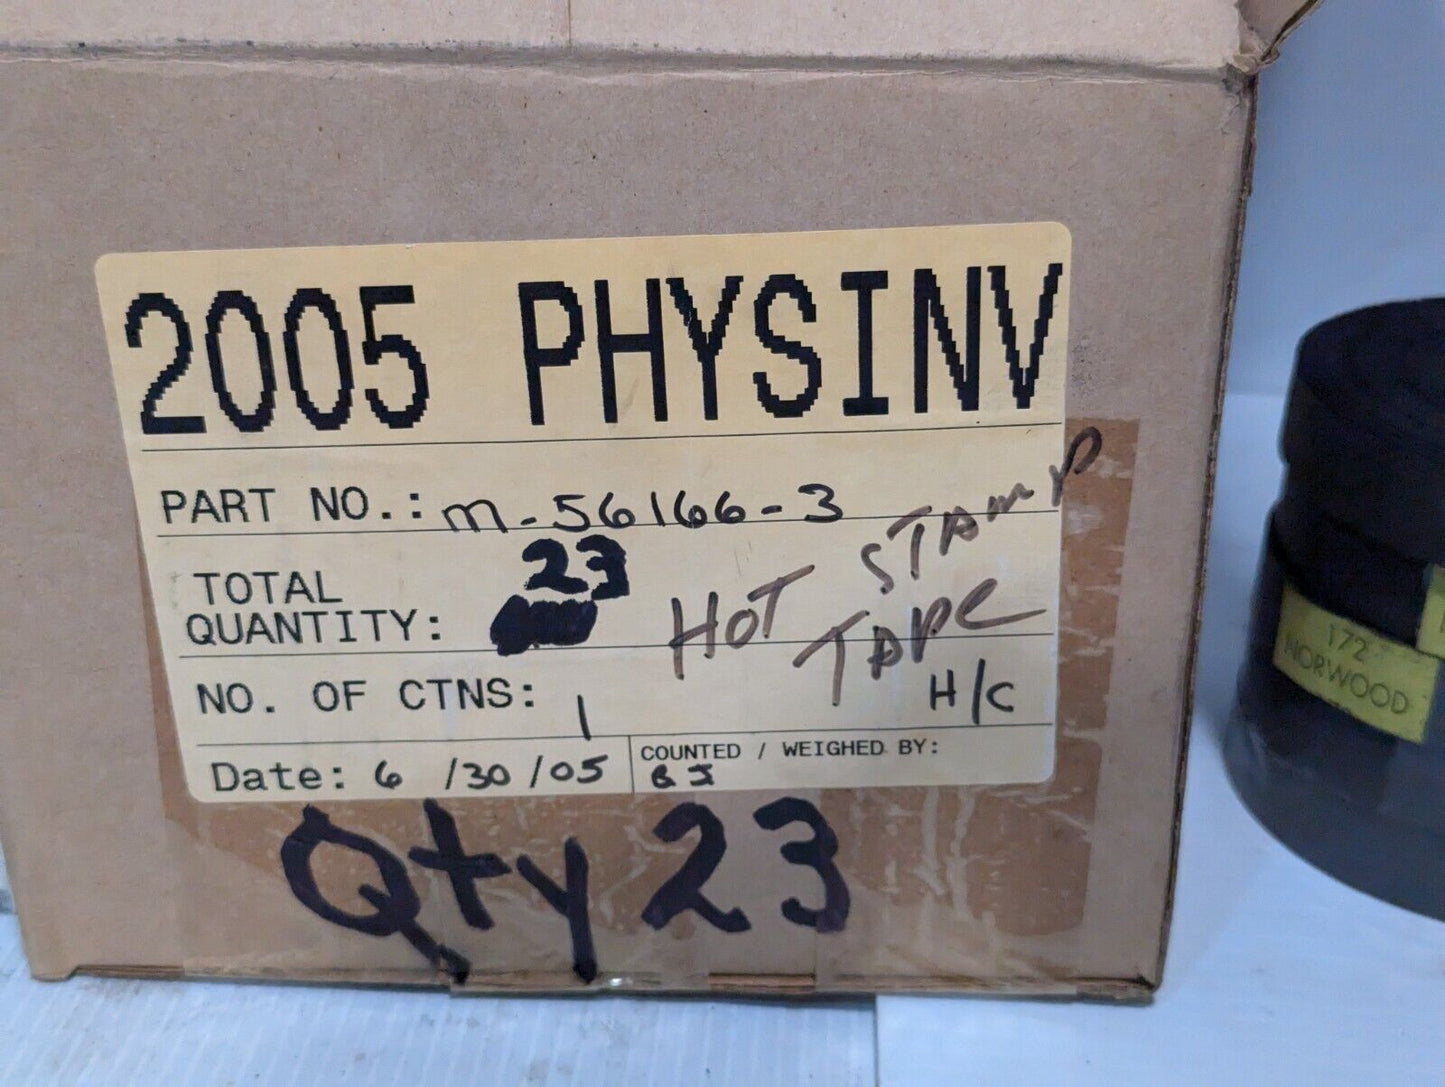 2005 PHYSINV
PART NO.: M-56166-3
TOTAL QUANTITY: 23
HOT STAMP
TAPE
H/C
NO. OF CTNS: 1
Date: 6 /30 /05
COUNTED / WEIGHED BY:
Qty 23
172
NORWOOD